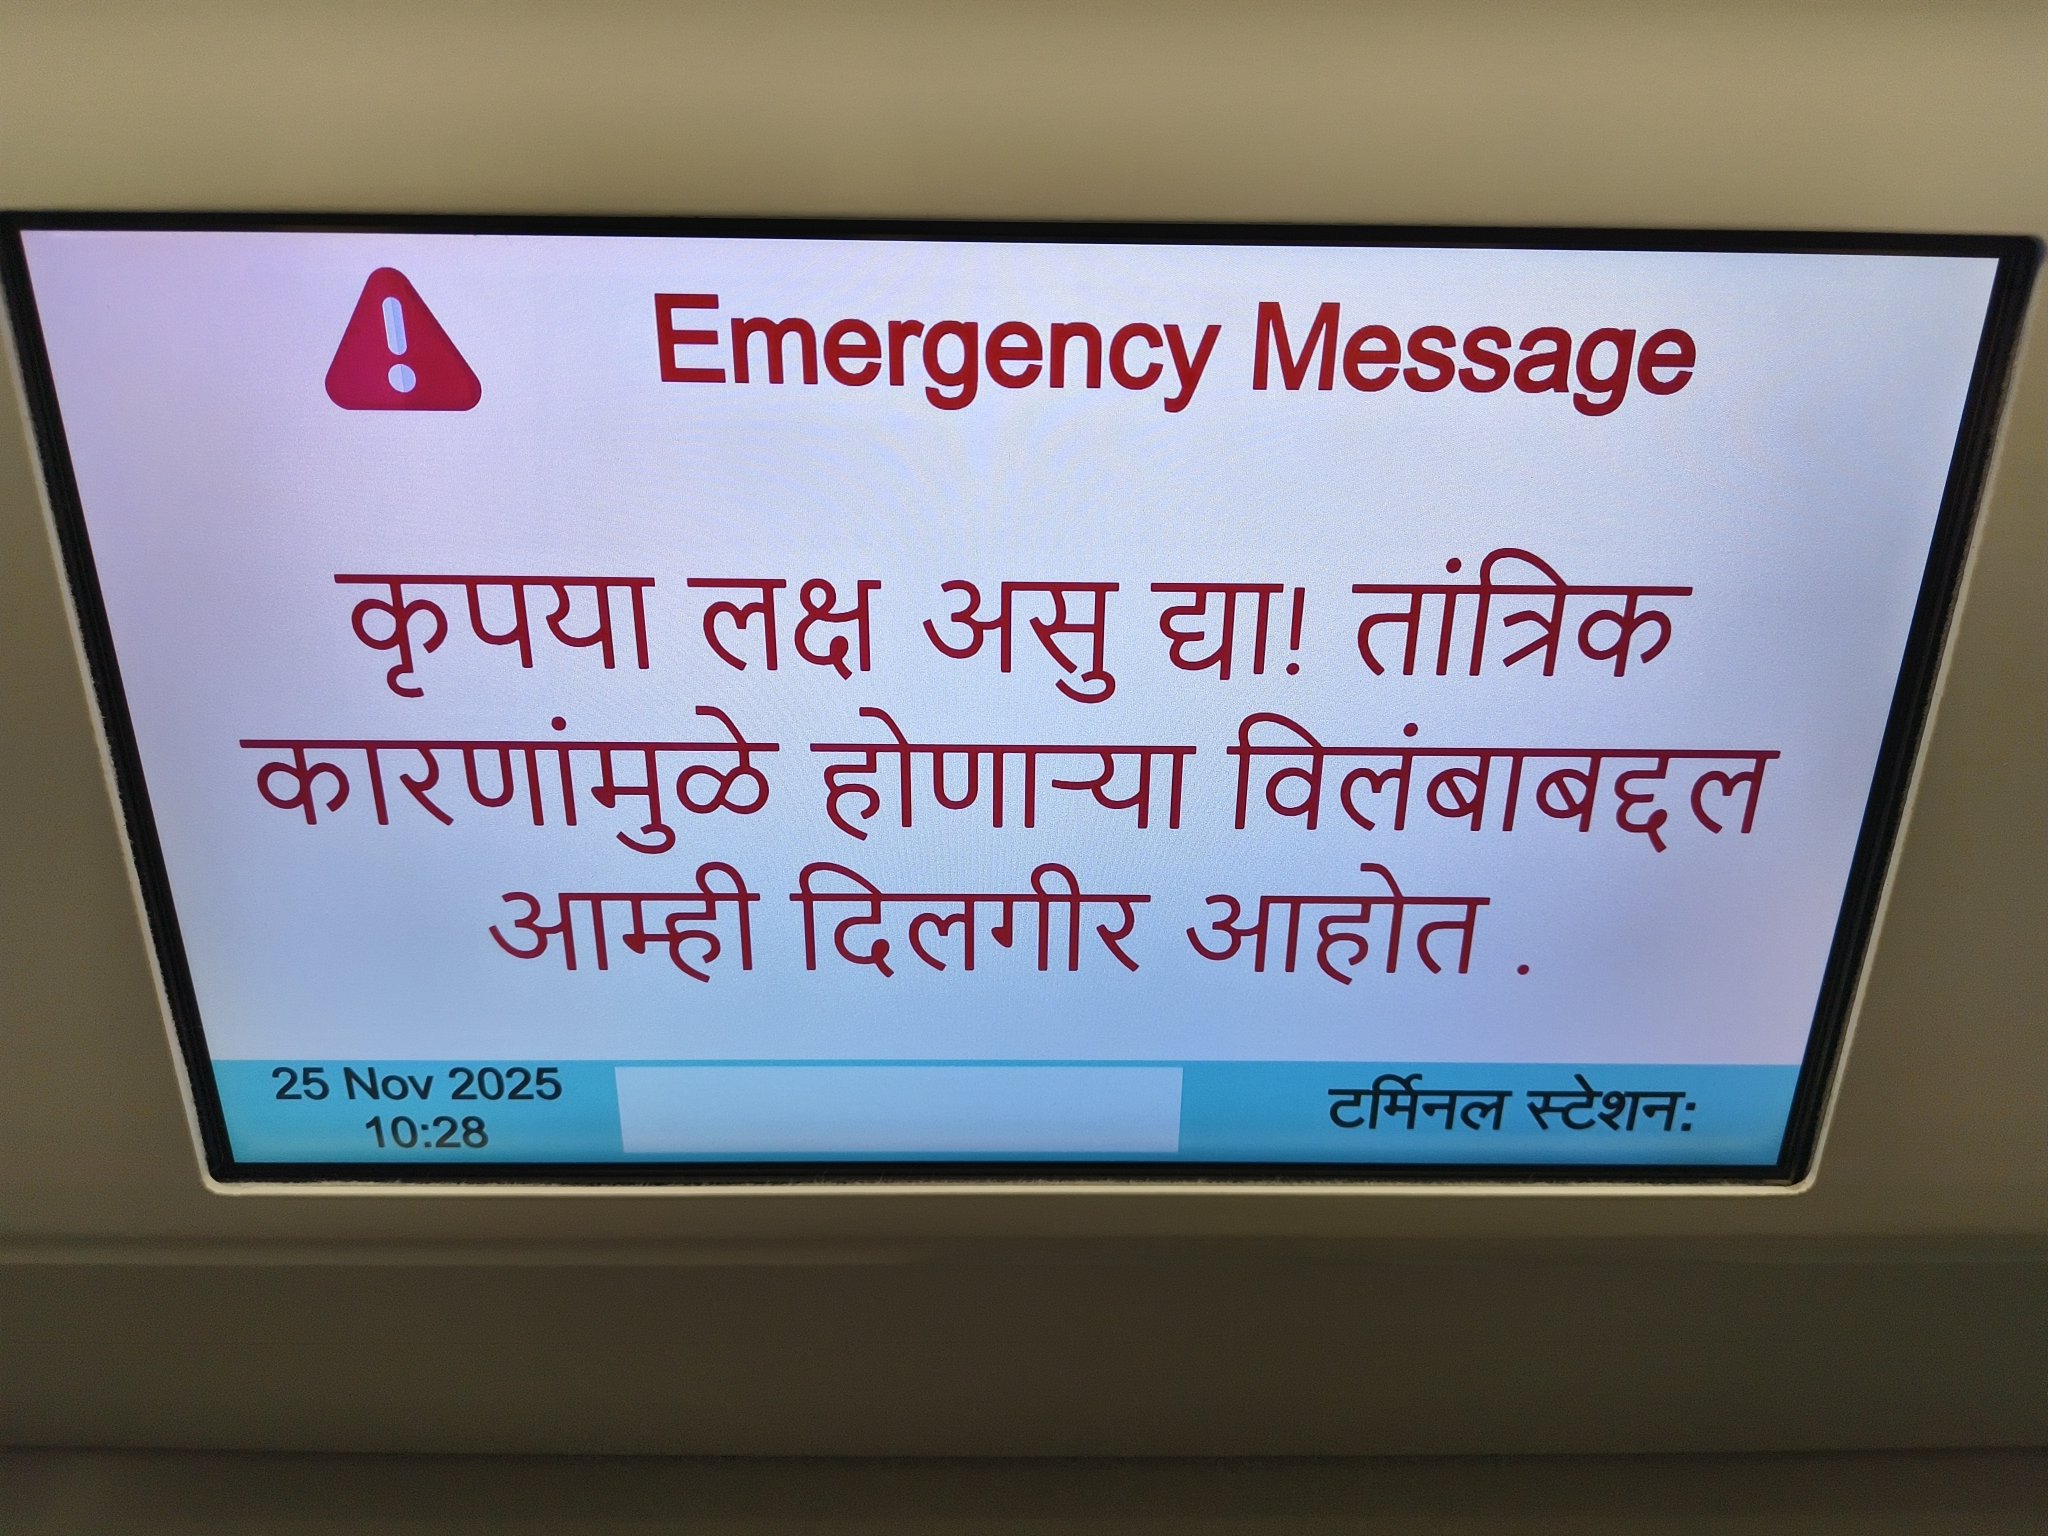 Emergency Message
कृपया लक्ष असु द्या! तांत्रिक
कारणांमुळे होणाऱ्या विलंबाबद्दल
आम्ही दिलगीर आहोत .
25 Nov 2025
10:28
टर्मिनल स्टेशन: